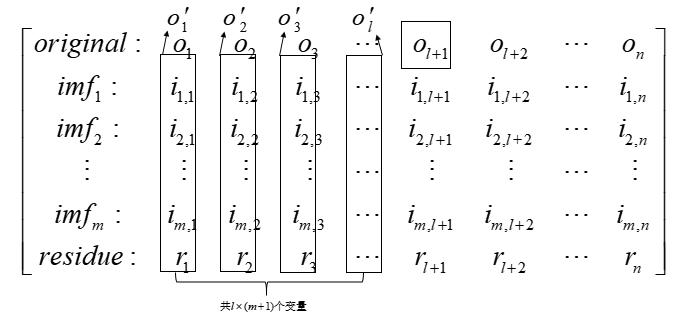 o′₁ o′₂ o′₃ o′ₗ
original : o₁ o₂ o₃ ⋯ oₗ₊₁ oₗ₊₂ ⋯ oₙ
imf₁ : i₁,₁ i₁,₂ i₁,₃ ⋯ i₁,ₗ₊₁ i₁,ₗ₊₂ ⋯ i₁,ₙ
imf₂ : i₂,₁ i₂,₂ i₂,₃ ⋯ i₂,ₗ₊₁ i₂,ₗ₊₂ ⋯ i₂,ₙ
⋮ ⋮ ⋮ ⋮ ⋯ ⋮ ⋮ ⋯ ⋮
imfₘ : iₘ,₁ iₘ,₂ iₘ,₃ ⋯ iₘ,ₗ₊₁ iₘ,ₗ₊₂ ⋯ iₘ,ₙ
residue : r₁ r₂ r₃ ⋯ rₗ₊₁ rₗ₊₂ ⋯ rₙ
共l×(m+1)个变量